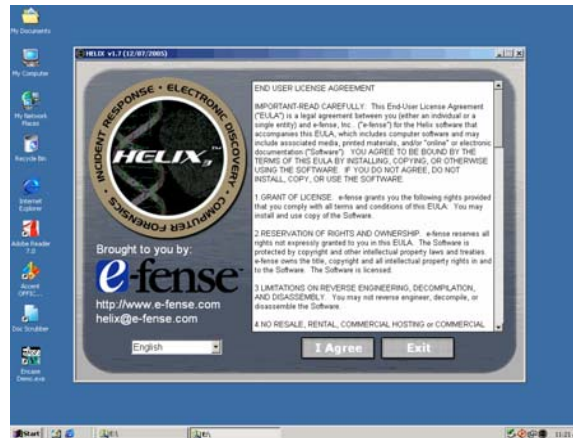 My Documents
My Computer
My Network
Places
Recycle Bin
Internet
Explorer
Adobe Reader
7.0
Accent
OFFIC...
Doc Scrubber
Encase
Demo.exe
HELIX v1.7 (12/07/2005)
INCIDENT RESPONSE • ELECTRONIC DISCOVERY • COMPUTER FORENSICS •
HELIX3 ™
Brought to you by:
e-fense
http://www.e-fense.com
helix@e-fense.com
English
END USER LICENSE AGREEMENT
IMPORTANT-READ CAREFULLY: This End-User License Agreement
("EULA") is a legal agreement between you (either an individual or a
single entity) and e-fense, Inc. ("e-fense") for the Helix software that
accompanies this EULA, which includes computer software and may
include associated media, printed materials, and/or "online" or electronic
documentation ("Software"). YOU AGREE TO BE BOUND BY THE
TERMS OF THIS EULA BY INSTALLING, COPYING, OR OTHERWISE
USING THE SOFTWARE. IF YOU DO NOT AGREE, DO NOT
INSTALL, COPY, OR USE THE SOFTWARE.
1. GRANT OF LICENSE. e-fense grants you the following rights provided
that you comply with all terms and conditions of this EULA: You may
install and use copy of the Software.
2 RESERVATION OF RIGHTS AND OWNERSHIP. e-fense reserves all
rights not expressly granted to you in this EULA. The Software is
protected by copyright and other intellectual property laws and treaties.
e-fense owns the title, copyright and all intellectual property rights in and
to the Software. The Software is licensed.
3 LIMITATIONS ON REVERSE ENGINEERING, DECOMPILATION,
AND DISASSEMBLY. You may not reverse engineer, decompile, or
disassemble the Software.
4 NO RESALE, RENTAL, COMMERCIAL HOSTING or COMMERCIAL
I Agree
Exit
Start
E:\
E:\
11:21